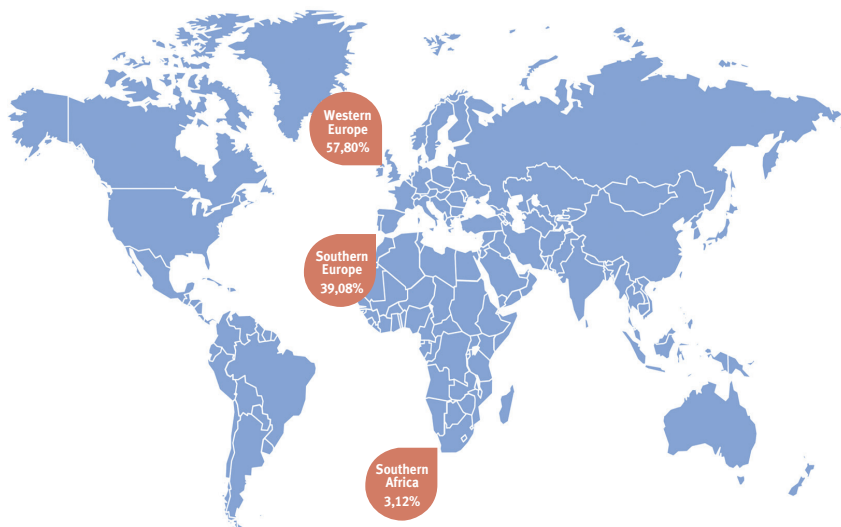 Western
Europe
57,80%
Southern
Europe
39,08%
Southern
Africa
3,12%